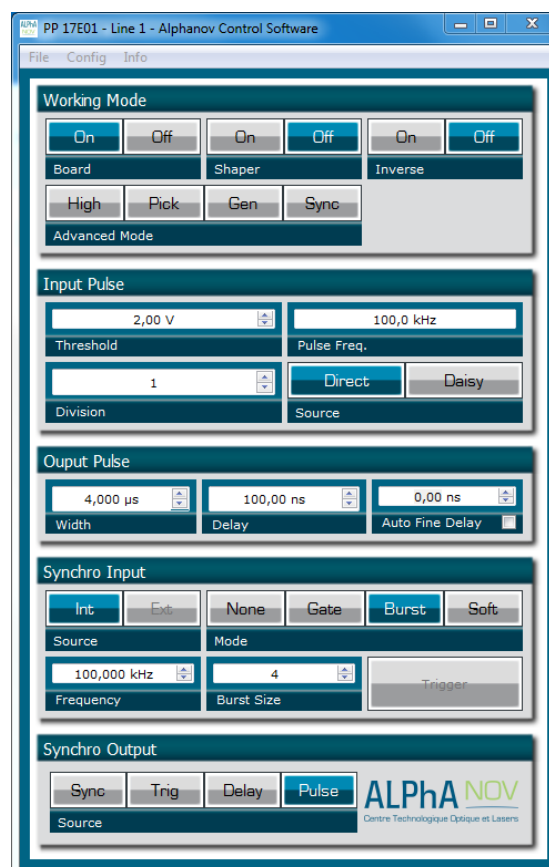 ALPhA NOV PP 17E01 - Line 1 - Alphanov Control Software
File Config Info
Working Mode
On Off On Off On Off
Board Shaper Inverse
High Pick Gen Sync
Advanced Mode
Input Pulse
2,00 V 100,0 kHz
Threshold Pulse Freq.
1 Direct Daisy
Division Source
Ouput Pulse
4,000 µs 100,00 ns 0,00 ns
Width Delay Auto Fine Delay
Synchro Input
Int Ext None Gate Burst Soft
Source Mode
100,000 kHz 4 Trigger
Frequency Burst Size
Synchro Output
Sync Trig Delay Pulse ALPhA NOV
Source Centre Technologique Optique et Lasers